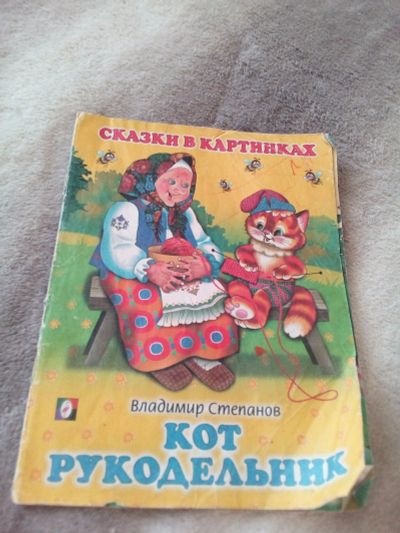 СКАЗКИ В КАРТИНКАХ
Владимир Степанов
КОТ
РУКОДЕЛЬНИК